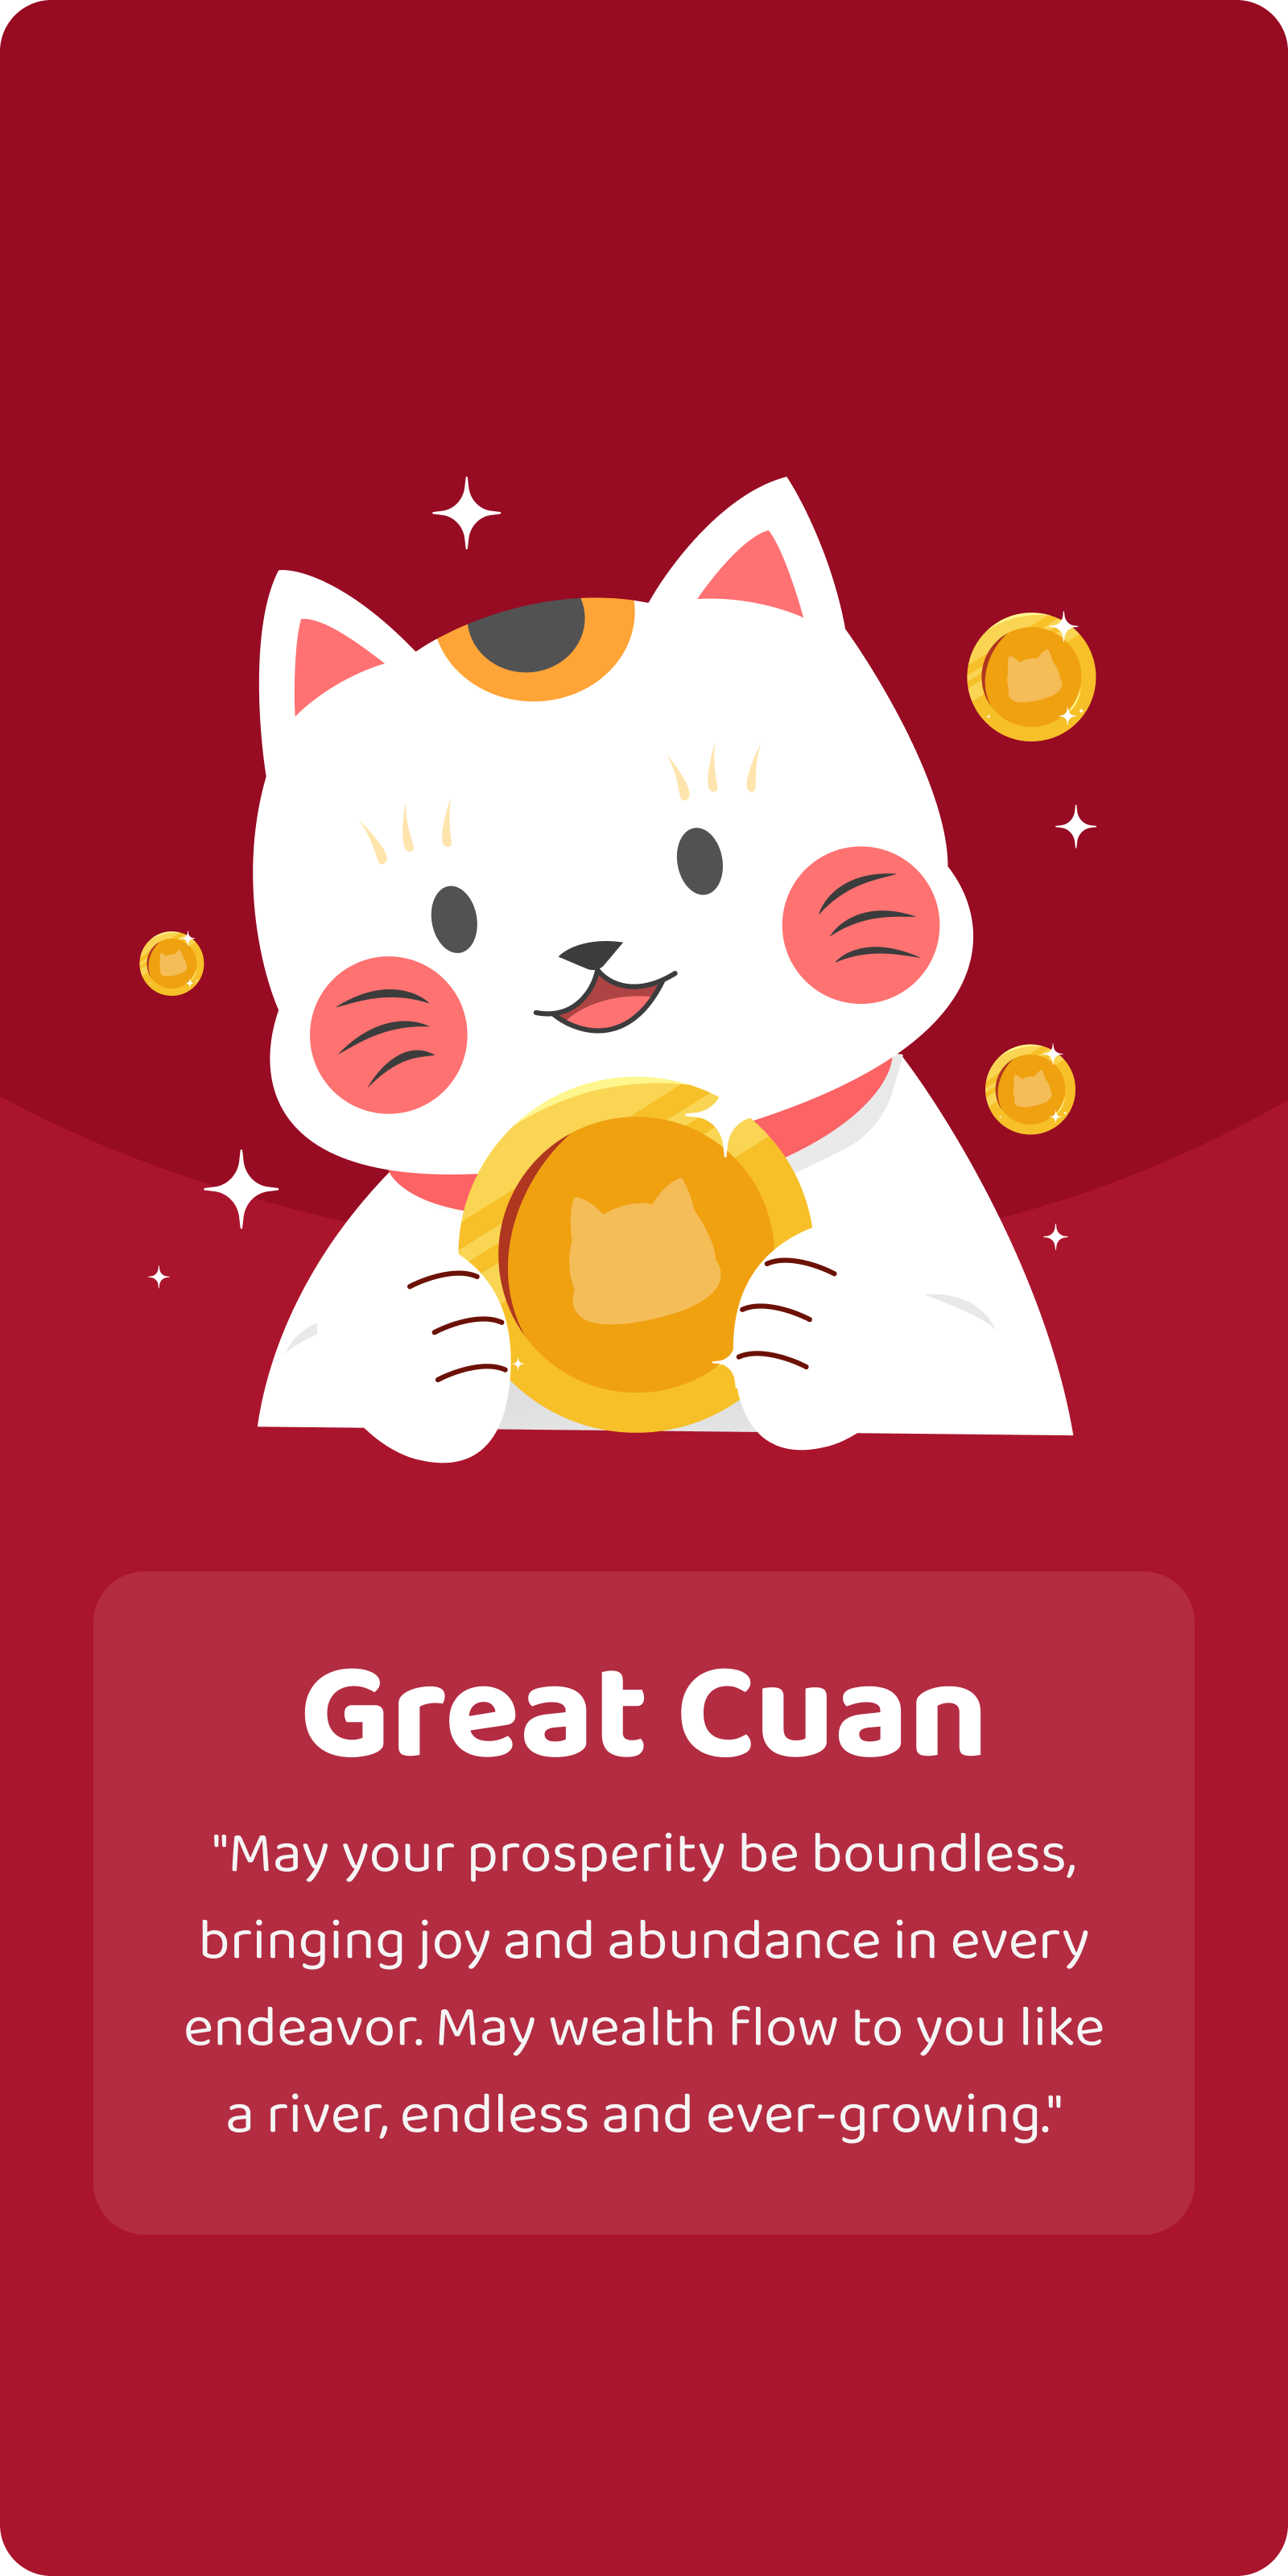 Great Cuan
"May your prosperity be boundless,
bringing joy and abundance in every
endeavor. May wealth flow to you like
a river, endless and ever-growing."